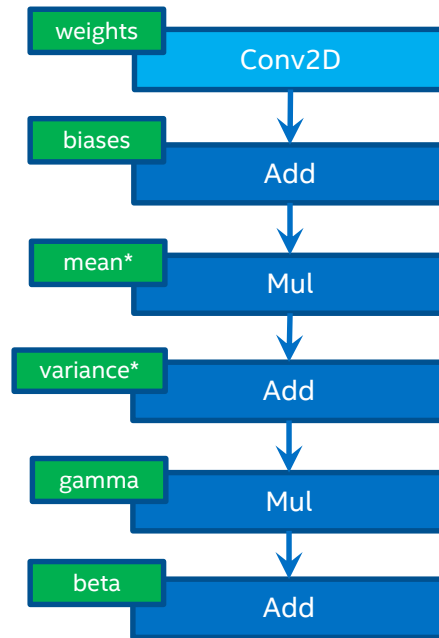 weights
Conv2D
biases
Add
mean*
Mul
variance*
Add
gamma
Mul
beta
Add